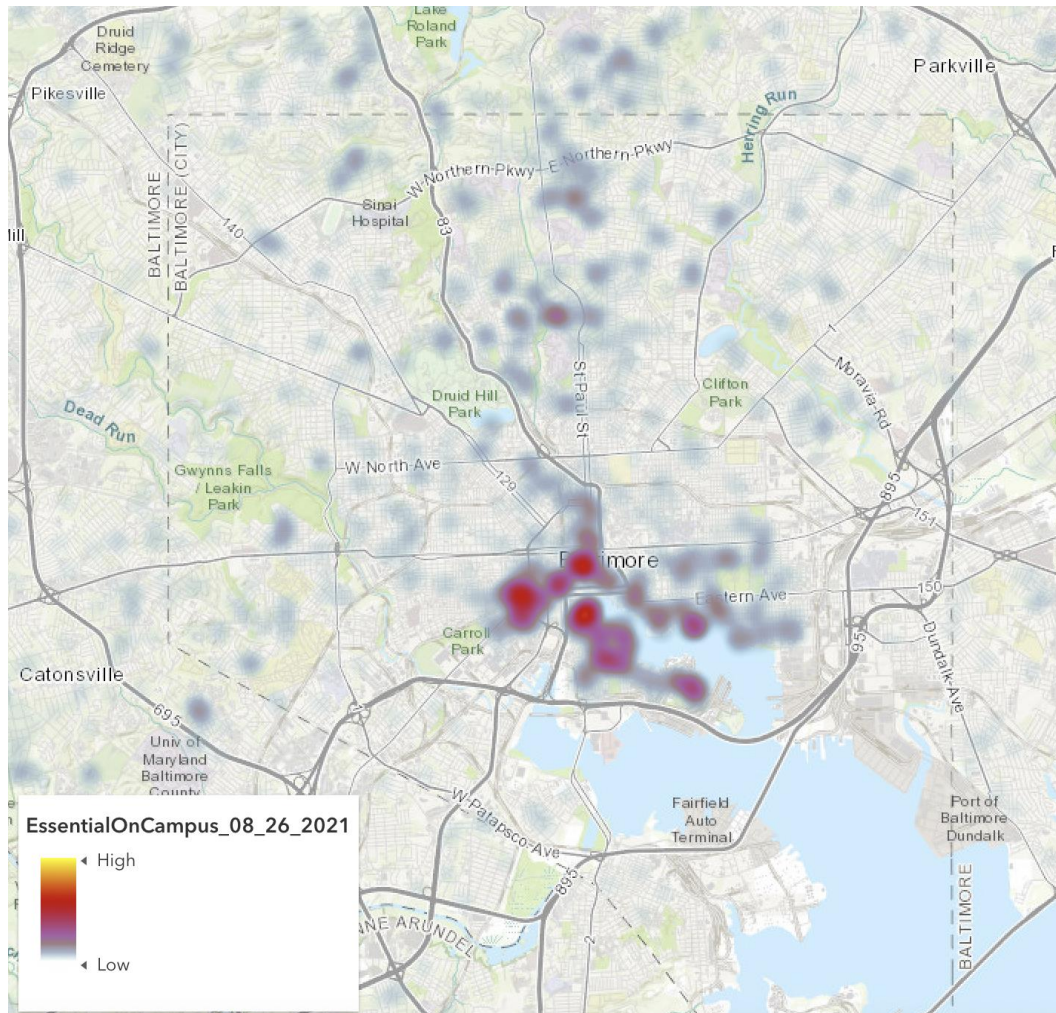 Lake
Roland
Park
Druid
Ridge
Cemetery
Parkville
Pikesville
Herring Run
W-Northern-Pkwy
E-Northern-Pkwy
BALTIMORE
BALTIMORE (CITY)
Sinai
Hospital
140
83
1
St-Paul-St
Moravia-Rd
Druid Hill
Park
Clifton
Park
Dead Run
Gwynns Falls
/ Leakin
Park
W-North-Ave
129
895
151
150
Eastern Ave
Carroll
Park
95
Dundalk-Ave
Catonsville
695
1
Univ of
Maryland
Baltimore
County
W-Patapsco-Ave
Fairfield
Auto
Terminal
Port of
Baltimore
Dundalk
895
2
BALTIMORE
EssentialOnCampus_08_26_2021
High
Low